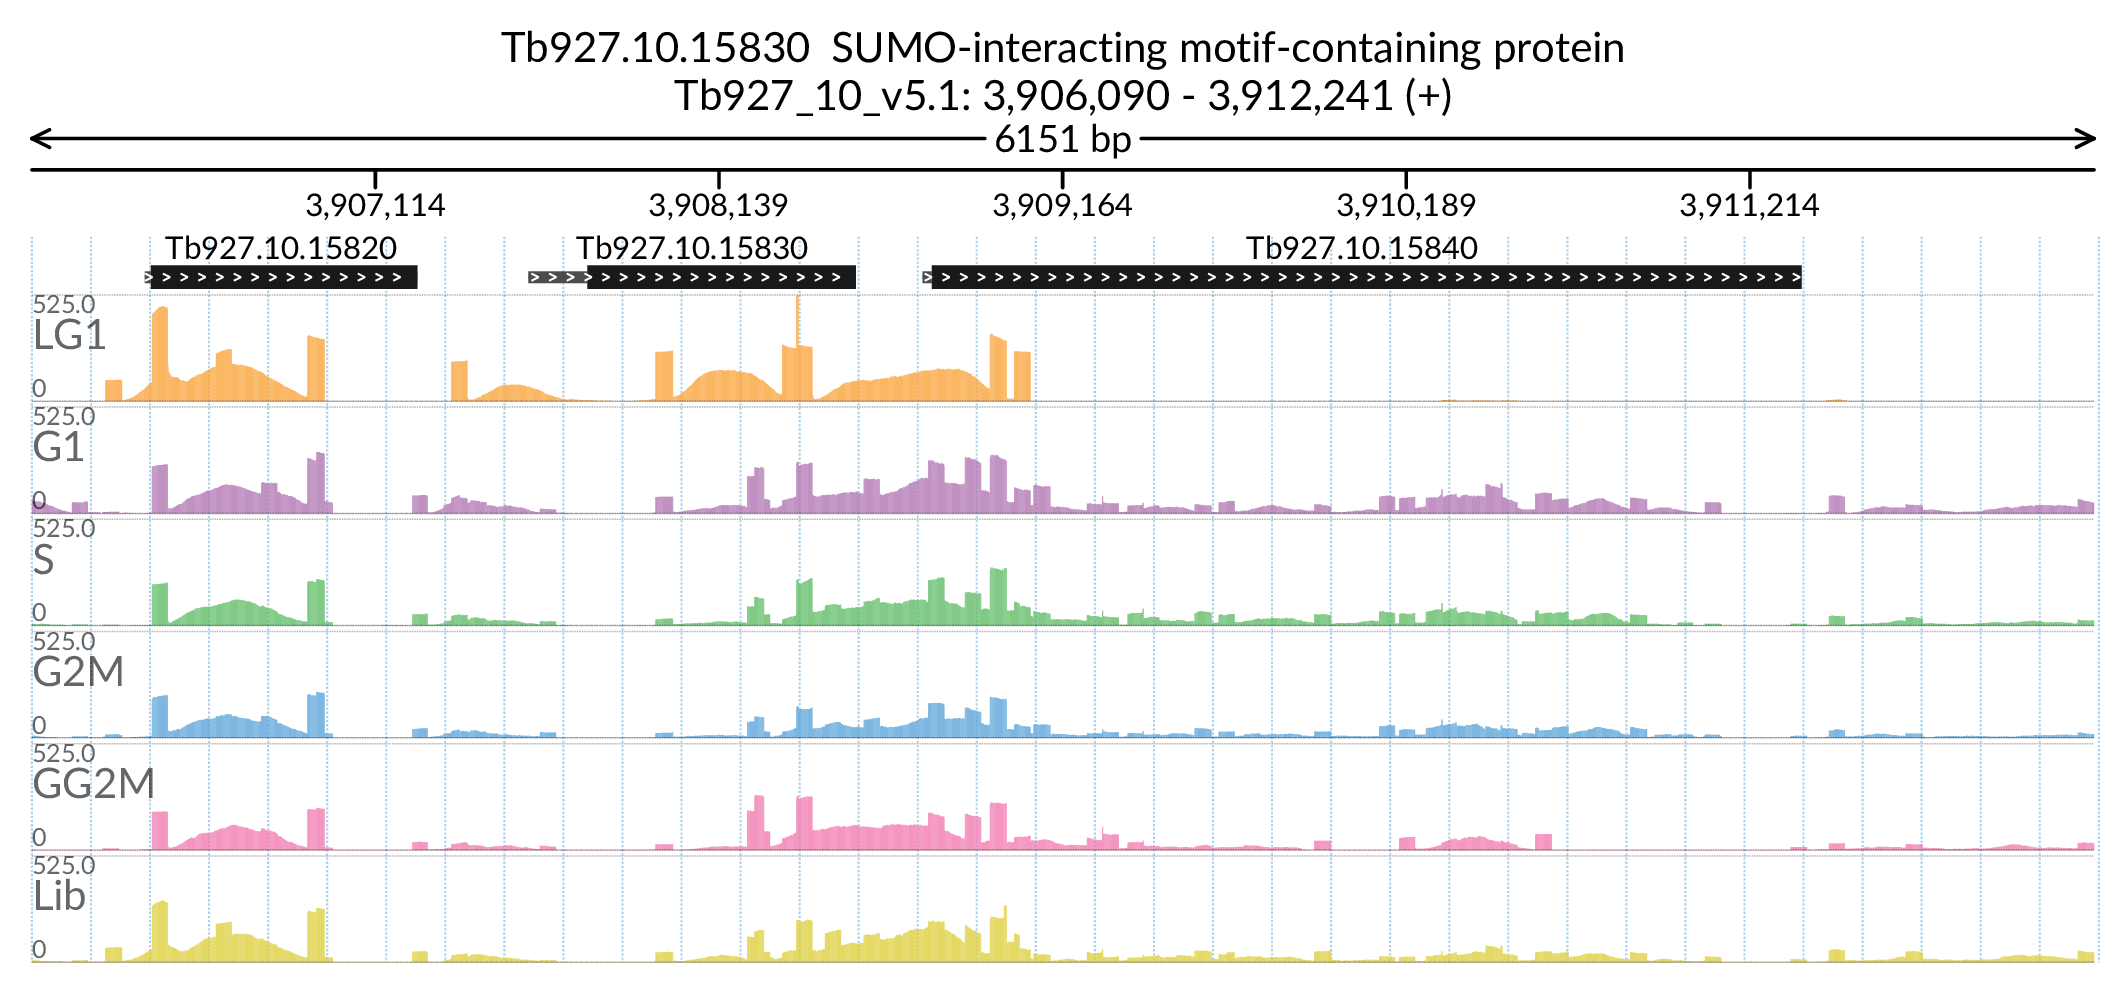 Tb927.10.15830 SUMO-interacting motif-containing protein
Tb927_10_v5.1: 3,906,090 - 3,912,241 (+)
6151 bp
3,907,114 3,908,139 3,909,164 3,910,189 3,911,214
Tb927.10.15820 Tb927.10.15830 Tb927.10.15840
525.0
LG1
0
525.0
G1
0
525.0
S
0
525.0
G2M
0
525.0
GG2M
0
525.0
Lib
0